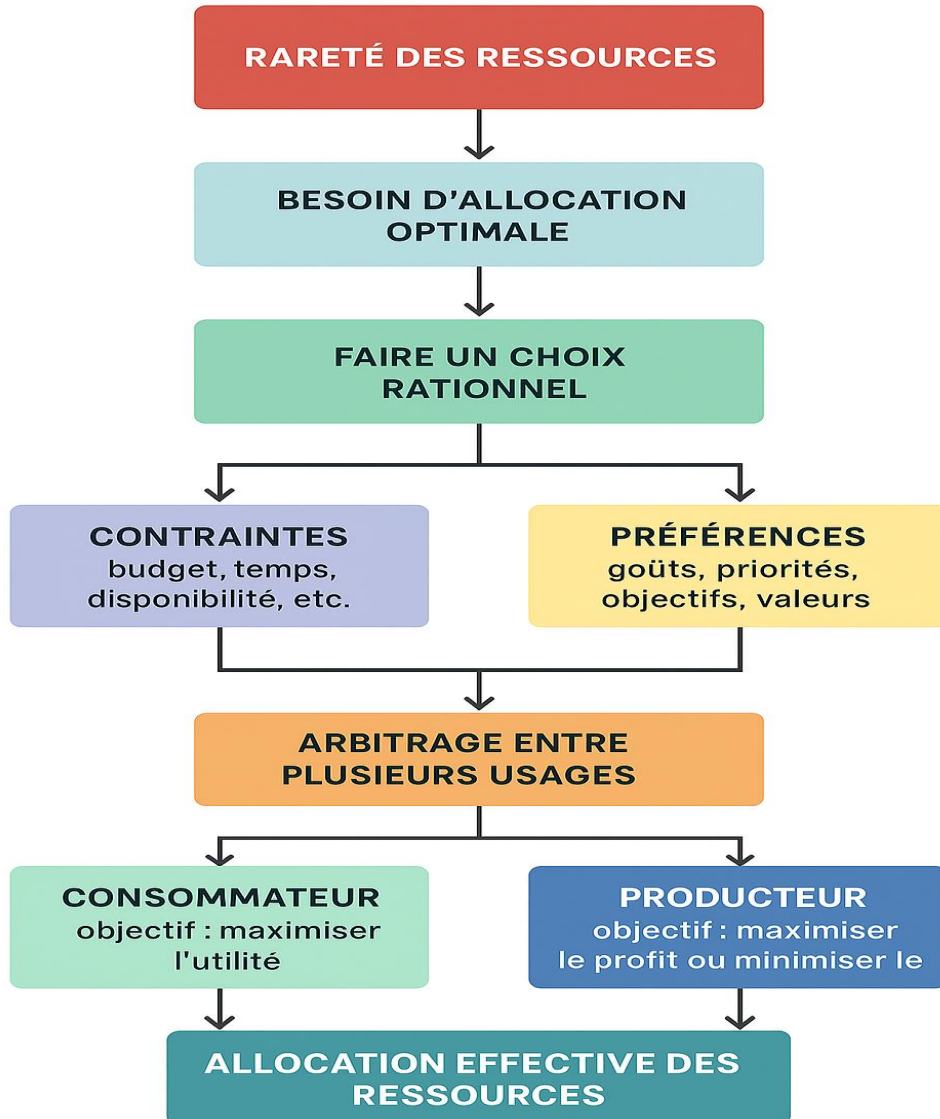 RARETÉ DES RESSOURCES
BESOIN D'ALLOCATION
OPTIMALE
FAIRE UN CHOIX
RATIONNEL
CONTRAINTES
budget, temps,
disponibilité, etc.
PRÉFÉRENCES
goûts, priorités,
objectifs, valeurs
ARBITRAGE ENTRE
PLUSIEURS USAGES
CONSOMMATEUR
objectif : maximiser
l'utilité
PRODUCTEUR
objectif : maximiser
le profit ou minimiser le
ALLOCATION EFFECTIVE DES
RESSOURCES